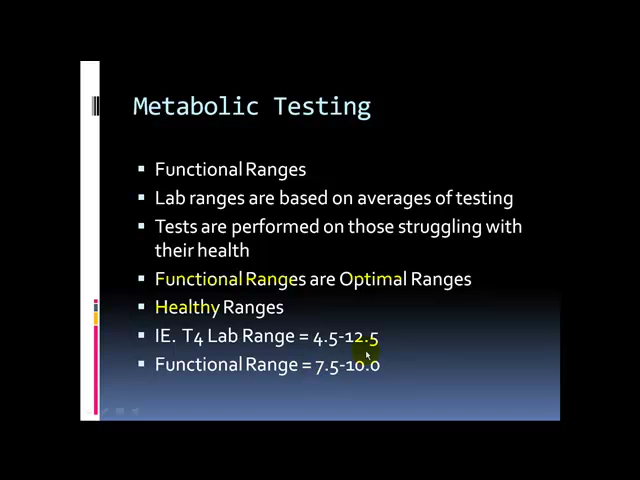 Metabolic Testing
Functional Ranges
Lab ranges are based on averages of testing
Tests are performed on those struggling with
their health
Functional Ranges are Optimal Ranges
Healthy Ranges
IE. T4 Lab Range = 4.5-12.5
Functional Range = 7.5-10.0